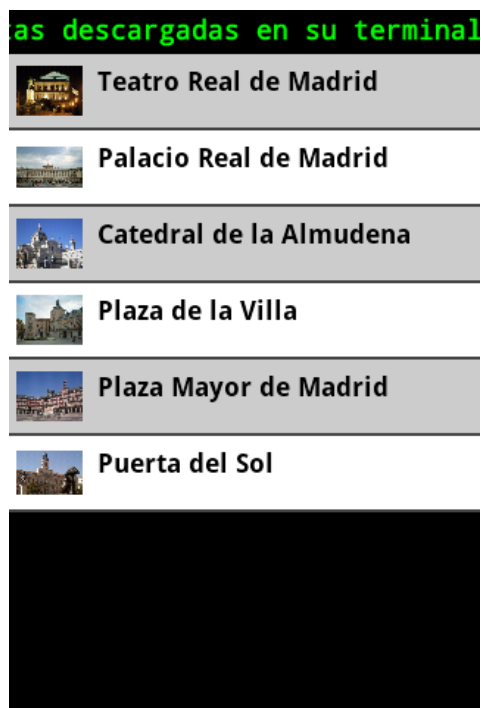 descargadas en su terminal
Teatro Real de Madrid
Palacio Real de Madrid
Catedral de la Almudena
Plaza de la Villa
Plaza Mayor de Madrid
Puerta del Sol